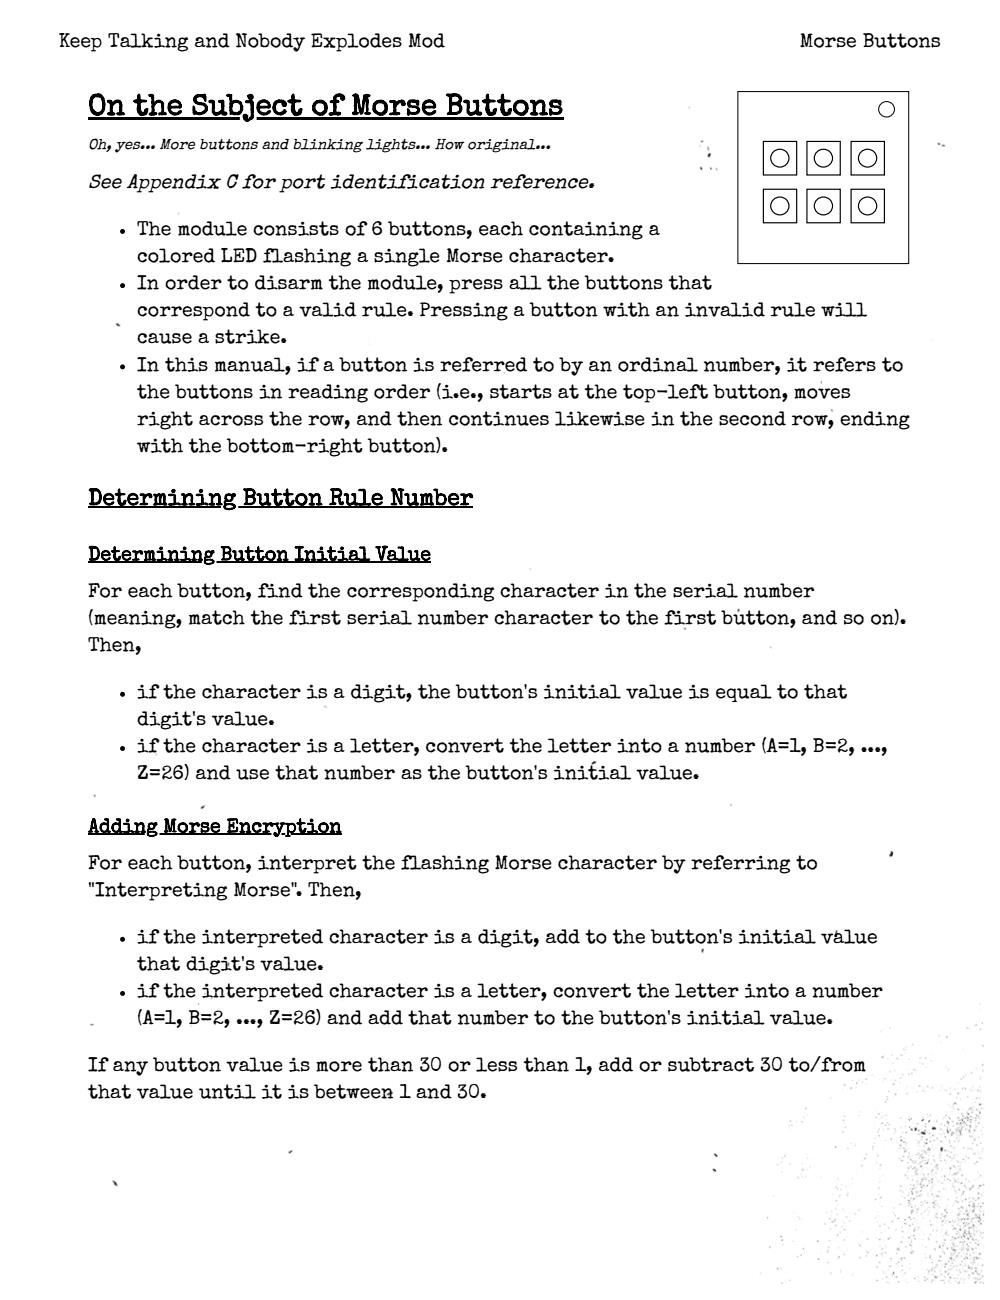 Keep Talking and Nobody Explodes Mod
Morse Buttons
On the Subject of Morse Buttons
Oh, yes... More buttons and blinking lights... How original...
See Appendix C for port identification reference.
• The module consists of 6 buttons, each containing a
colored LED flashing a single Morse character.
• In order to disarm the module, press all the buttons that
correspond to a valid rule. Pressing a button with an invalid rule will
cause a strike.
• In this manual, if a button is referred to by an ordinal number, it refers to
the buttons in reading order (i.e., starts at the top-left button, moves
right across the row, and then continues likewise in the second row, ending
with the bottom-right button).
Determining Button Rule Number
Determining Button Initial Value
For each button, find the corresponding character in the serial number
(meaning, match the first serial number character to the first button, and so on).
Then,
• if the character is a digit, the button's initial value is equal to that
digit's value.
• if the character is a letter, convert the letter into a number (A=1, B=2, ...,
Z=26) and use that number as the button's initial value.
Adding Morse Encryption
For each button, interpret the flashing Morse character by referring to
"Interpreting Morse". Then,
• if the interpreted character is a digit, add to the button's initial value
that digit's value.
• if the interpreted character is a letter, convert the letter into a number
(A=1, B=2, ..., Z=26) and add that number to the button's initial value.
If any button value is more than 30 or less than 1, add or subtract 30 to/from
that value until it is between 1 and 30.